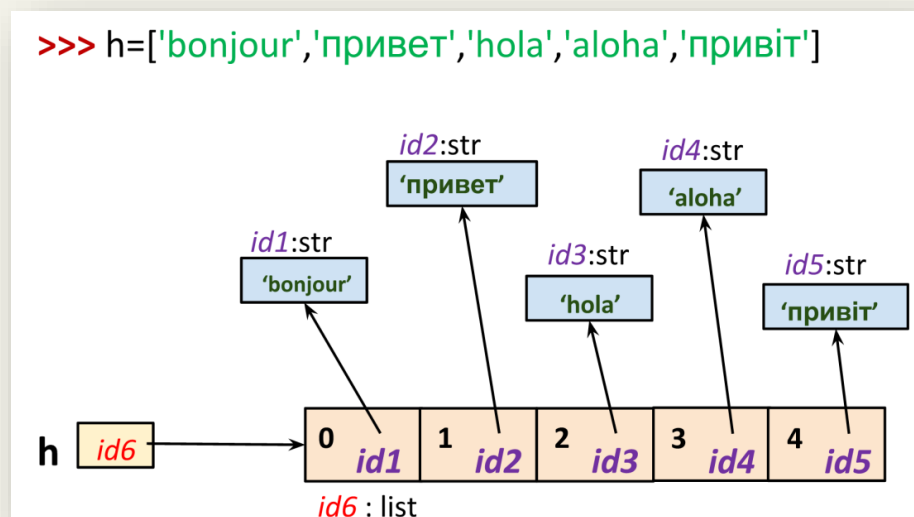 >>> h=['bonjour','привет','hola','aloha','привіт']
id2:str
id4:str
‘привет’
‘aloha’
id1:str
id3:str
id5:str
‘bonjour’
‘hola’
‘привіт’
h id6 0 id1 1 id2 2 id3 3 id4 4 id5
id6 : list